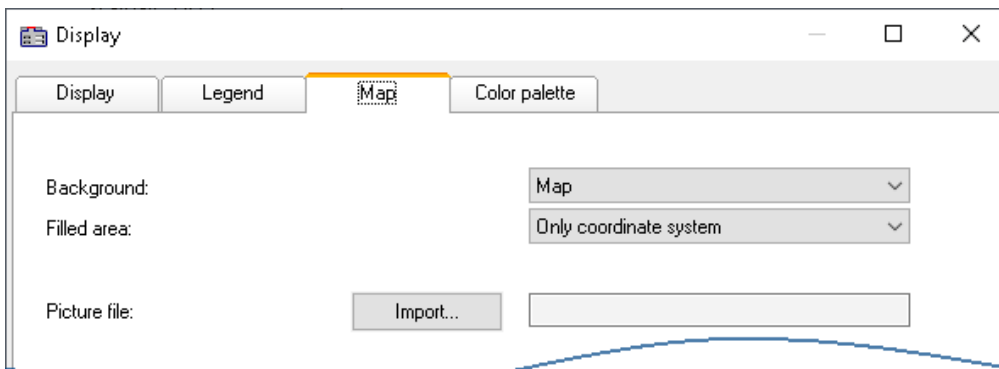 Display
Display Legend Map Color palette
Background: Map
Filled area: Only coordinate system
Picture file: Import...